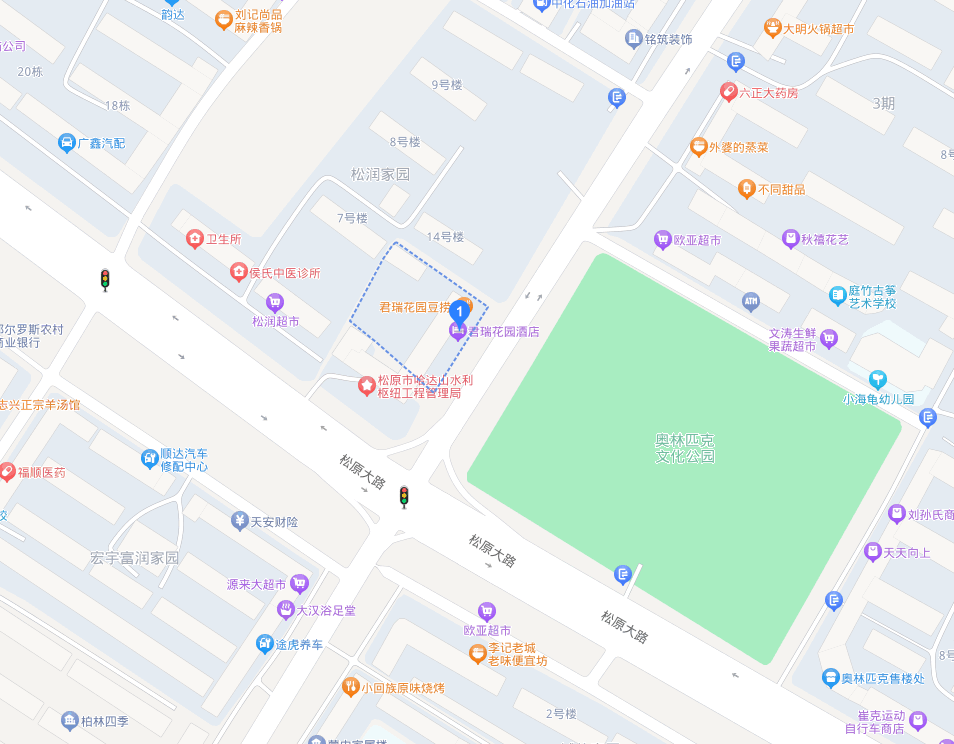 韵达
刘记尚品
麻辣香锅
中化石油加油站
铭筑装饰
大明火锅超市
公司
20栋
18栋
9号楼
六正大药房
3期
广鑫汽配
8号楼
外婆的蒸菜
松润家园
不同甜品
7号楼
14号楼
卫生所
欧亚超市
秋禧花艺
侯氏中医诊所
庭竹古筝
艺术学校
ATM
君瑞花园豆捞
1
君瑞花园酒店
松润超市
郭尔罗斯农村
商业银行
文涛生鲜
果蔬超市
松原市哈达山水利
枢纽工程管理局
小海龟幼儿园
志兴正宗羊汤馆
奥林匹克
文化公园
顺达汽车
修配中心
松原大路
福顺医药
校
刘孙氏商
天安财险
松原大路
天天向上
宏宇富润家园
源来大超市
大汉浴足堂
欧亚超市
松原大路
途虎养车
李记老城
老味便宜坊
奥林匹克售楼处
小回族原味烧烤
2号楼
柏林四季
崔克运动
自行车商店